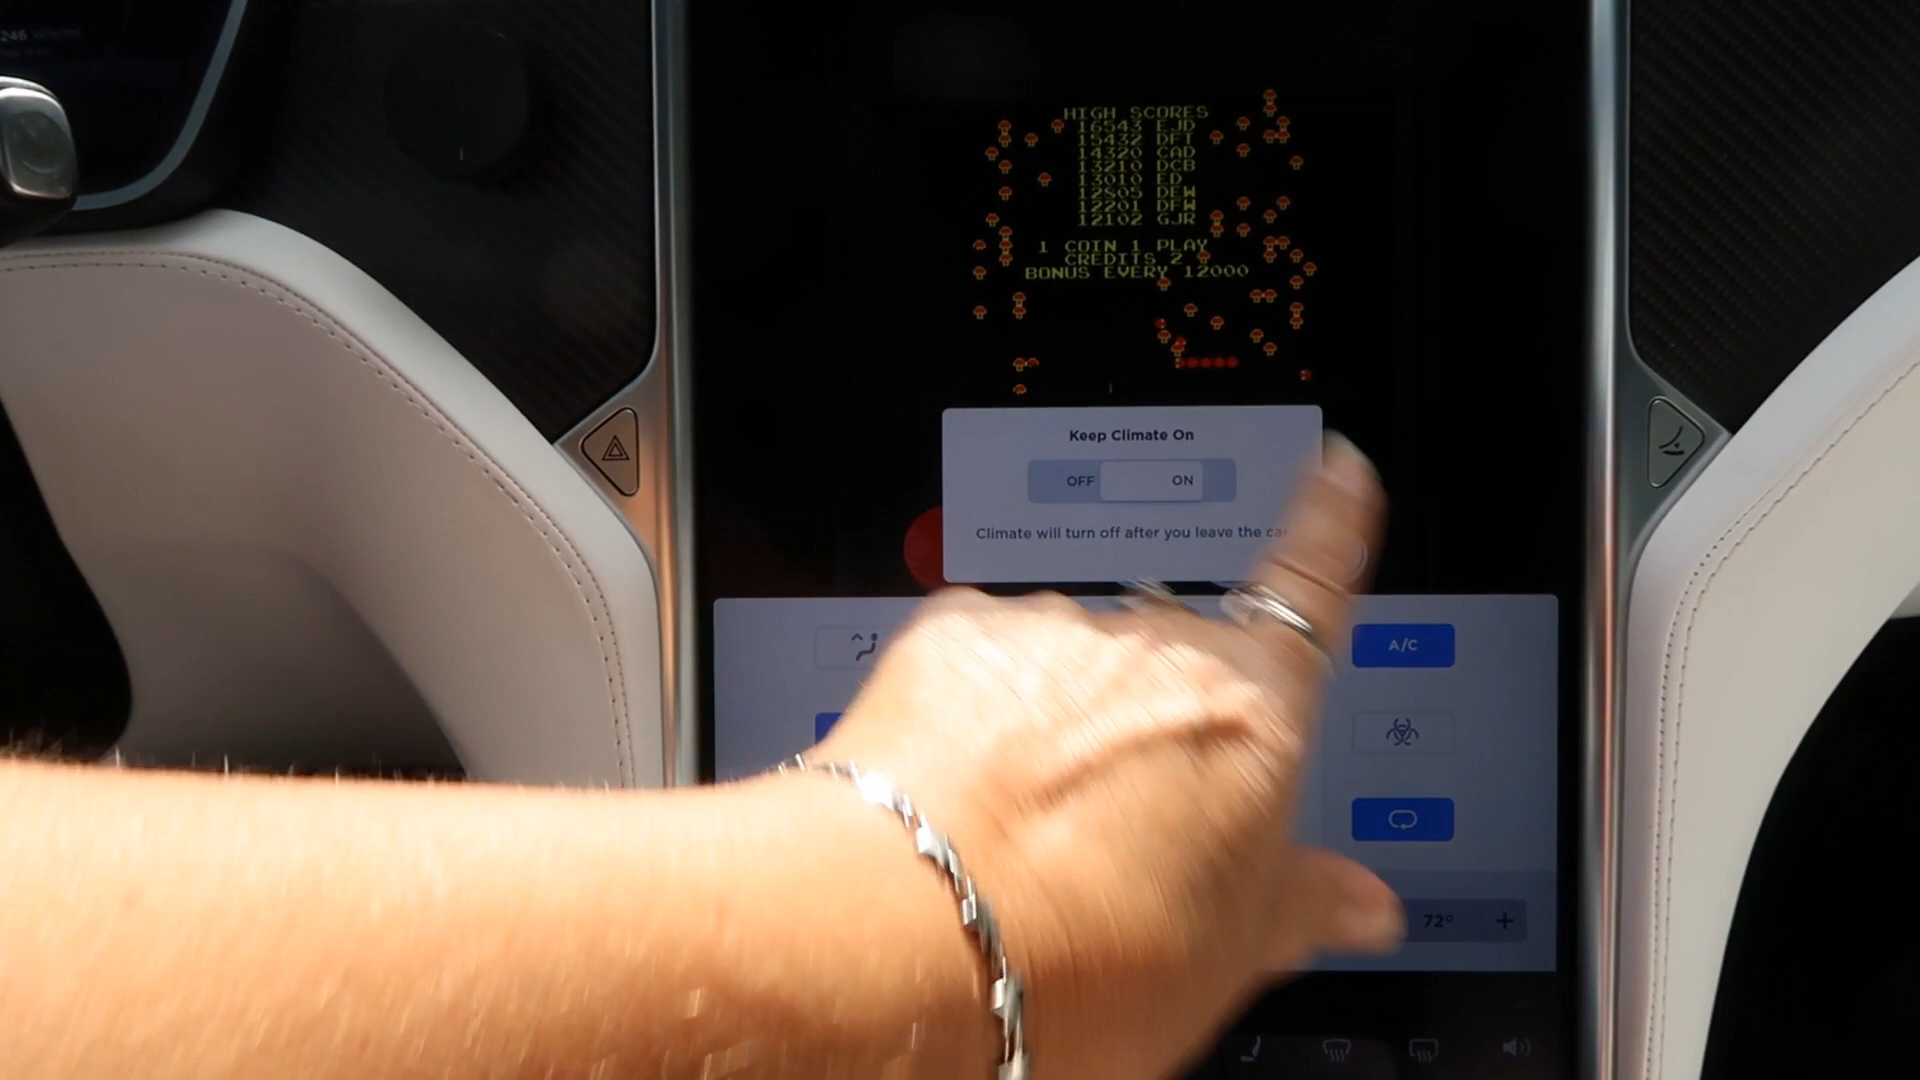 246
HIGH SCORES
16543 EJD
15432 DFT
14320 CAD
13210 DCB
13010 ED
12805 DEW
12201 DFW
12102 GJR
1 COIN 1 PLAY
CREDITS 2
BONUS EVERY 12000
Keep Climate On
OFF ON
Climate will turn off after you leave the
A/C
72° +